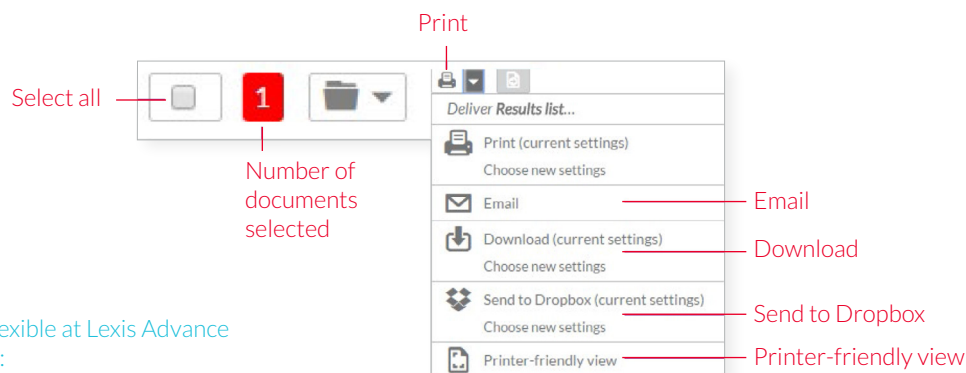 Print
Select all
1
Deliver Results list...
Print (current settings)
Choose new settings
Number of
documents
selected
Email
Email
Download (current settings)
Download
Choose new settings
Send to Dropbox (current settings)
Send to Dropbox
Choose new settings
exible at Lexis Advance
:
Printer-friendly view
Printer-friendly view